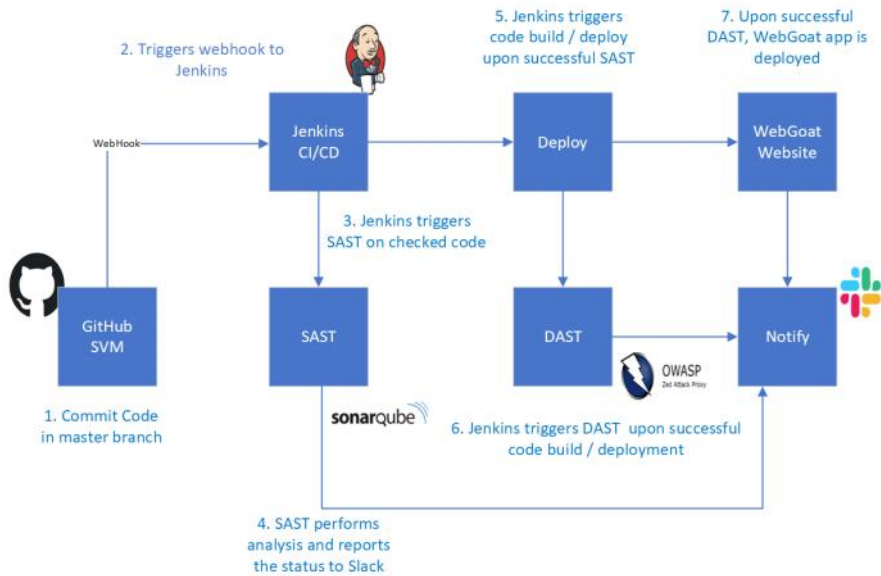 2. Triggers webhook to
Jenkins
5. Jenkins triggers
code build / deploy
upon successful SAST
7. Upon successful
DAST, WebGoat app is
deployed
WebHook
Jenkins
CI/CD
Deploy
WebGoat
Website
3. Jenkins triggers
SAST on checked code
GitHub
SVM
SAST
DAST
Notify
OWASP
Zed Attack Proxy
1. Commit Code
in master branch
sonarqube
6. Jenkins triggers DAST upon successful
code build / deployment
4. SAST performs
analysis and reports
the status to Slack